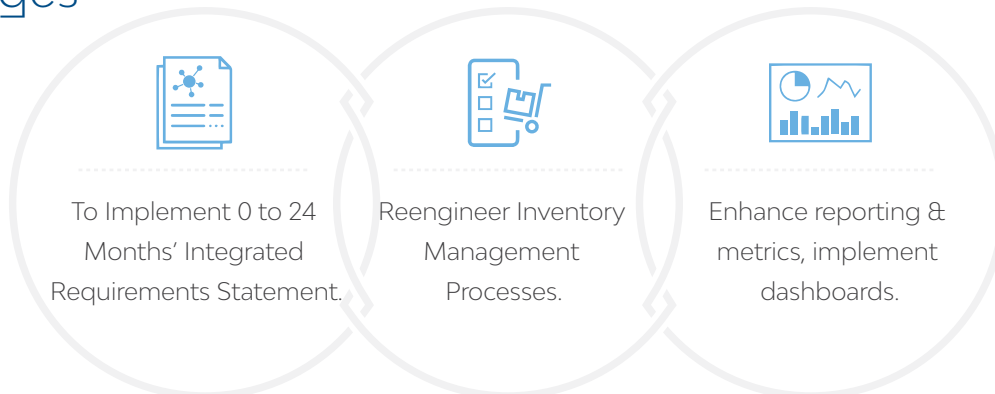 To Implement 0 to 24
Months’ Integrated
Requirements Statement.
Reengineer Inventory
Management
Processes.
Enhance reporting &
metrics, implement
dashboards.